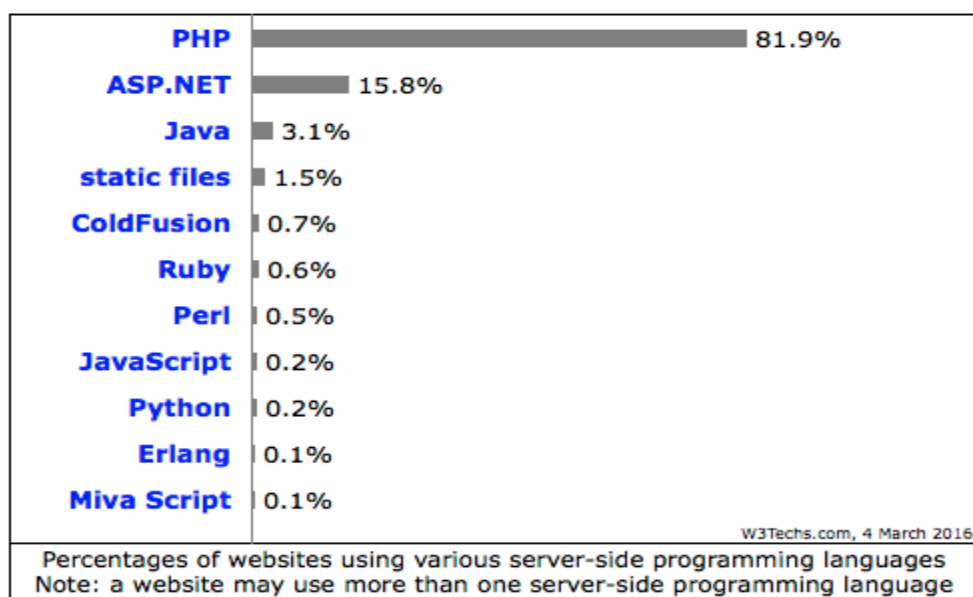 PHP 81.9%
ASP.NET 15.8%
Java 3.1%
static files 1.5%
ColdFusion 0.7%
Ruby 0.6%
Perl 0.5%
JavaScript 0.2%
Python 0.2%
Erlang 0.1%
Miva Script 0.1%
W3Techs.com, 4 March 2016
Percentages of websites using various server-side programming languages
Note: a website may use more than one server-side programming language